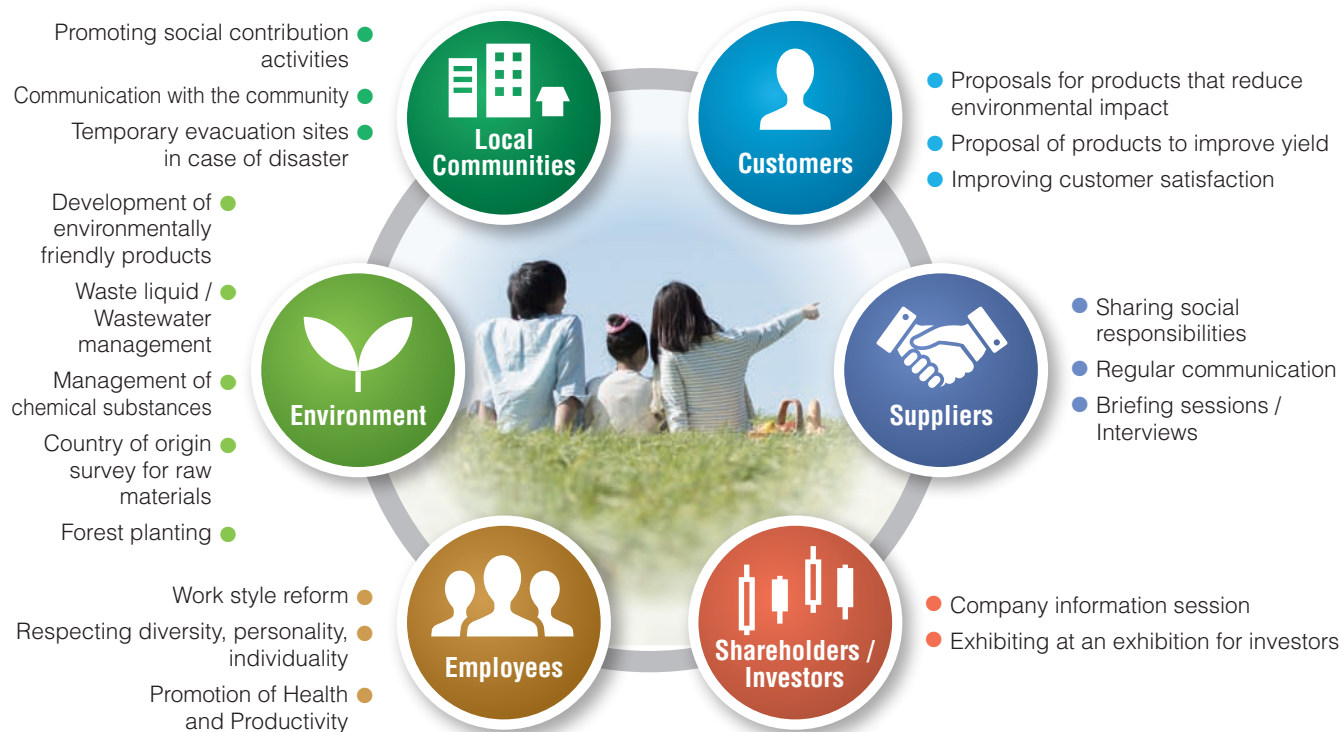 Promoting social contribution
activities
Communication with the community
Temporary evacuation sites
in case of disaster
Local
Communities
Customers
Proposals for products that reduce
environmental impact
Proposal of products to improve yield
Improving customer satisfaction
Development of
environmentally
friendly products
Waste liquid /
Wastewater
management
Management of
chemical substances
Country of origin
survey for raw
materials
Forest planting
Environment
Suppliers
Sharing social
responsibilities
Regular communication
Briefing sessions /
Interviews
Work style reform
Respecting diversity, personality,
individuality
Promotion of Health
and Productivity
Employees
Shareholders /
Investors
Company information session
Exhibiting at an exhibition for investors